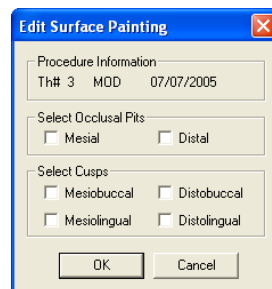 Edit Surface Painting
Procedure Information
Th# 3 MOD 07/07/2005
Select Occlusal Pits
Mesial Distal
Select Cusps
Mesiobuccal Distobuccal
Mesiolingual Distolingual
OK Cancel